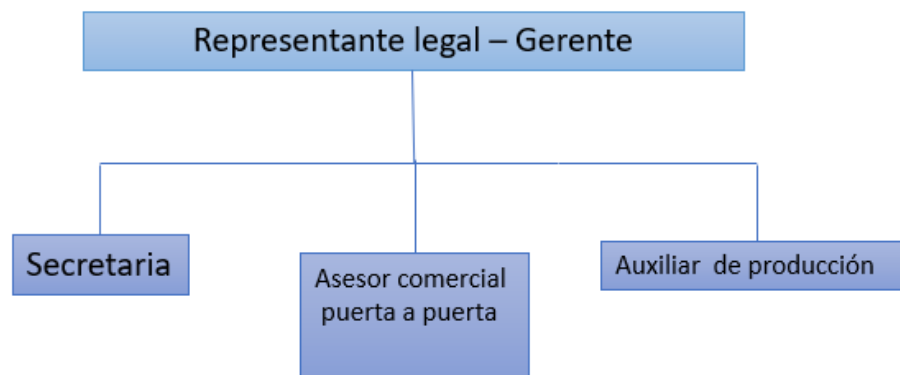 Representante legal – Gerente
Secretaria
Asesor comercial
puerta a puerta
Auxiliar de producción